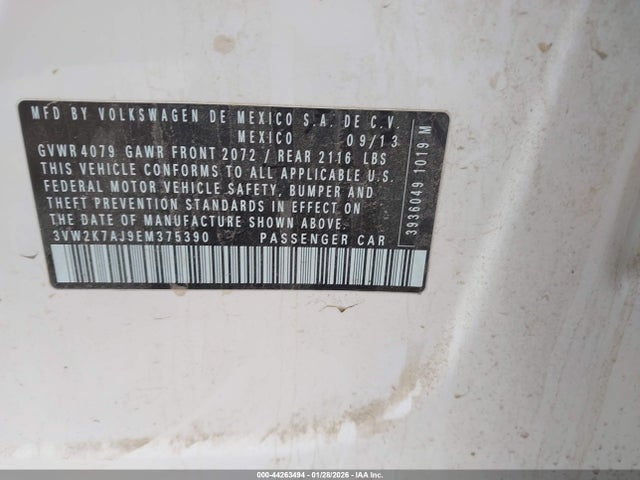 MFD BY VOLKSWAGEN DE MEXICO S.A. DE C.V
MEXICO 09/13
GVWR 4079 GAWR FRONT 2072 / REAR 2116 LBS
THIS VEHICLE CONFORMS TO ALL APPLICABLE U.S.
FEDERAL MOTOR VEHICLE SAFETY, BUMPER AND
THEFT PREVENTION STANDARDS IN EFFECT ON
THE DATE OF MANUFACTURE SHOWN ABOVE.
3VW2K7AJ9EM375390 PASSENGER CAR
3936049 1019 M
000-44263494 | 01/28/2026 | IAA Inc.